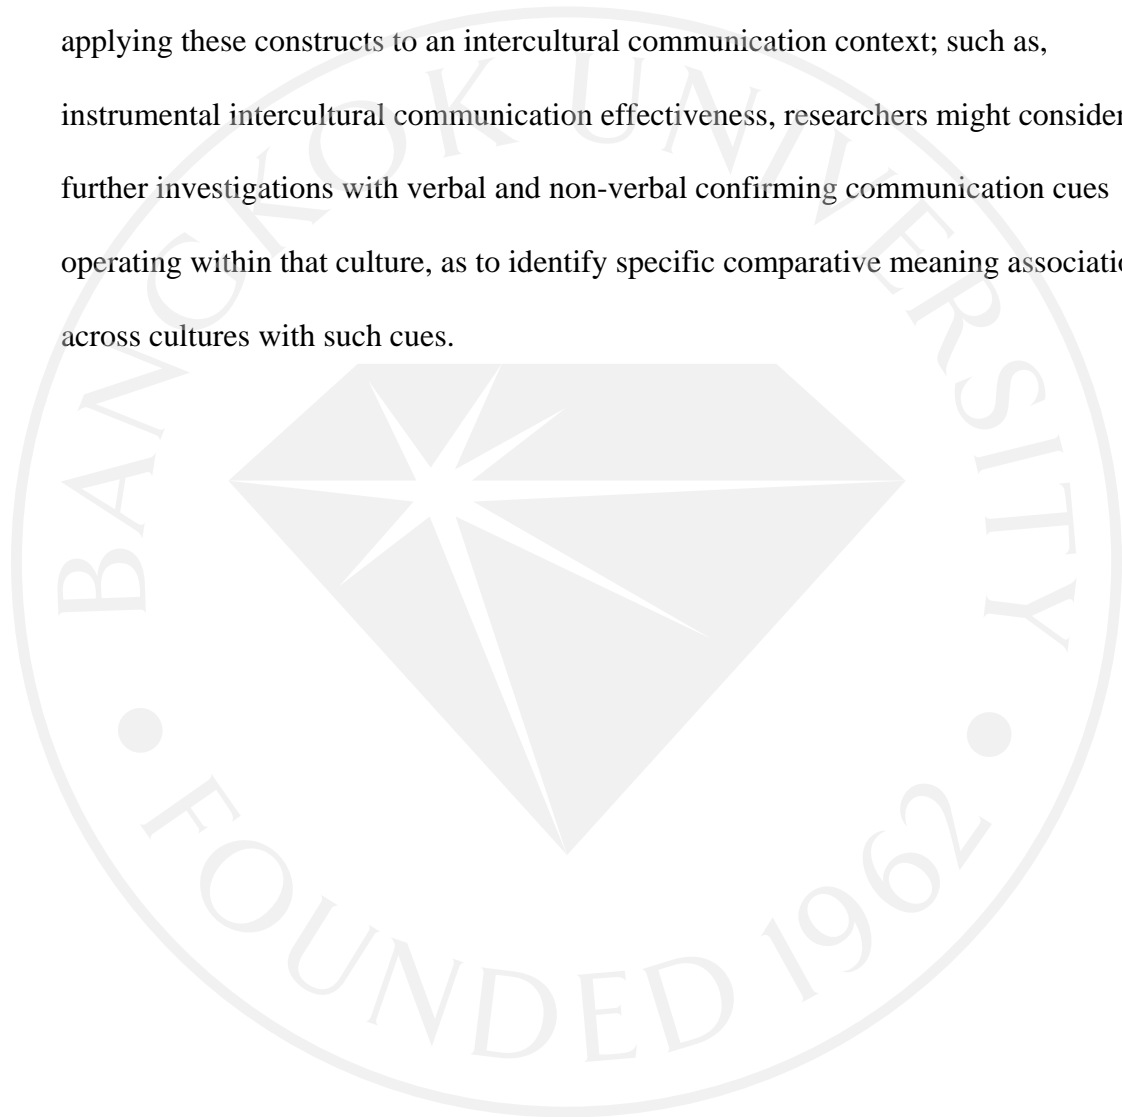 applying these constructs to an intercultural communication context; such as,
instrumental intercultural communication effectiveness, researchers might consider
further investigations with verbal and non-verbal confirming communication cues
operating within that culture, as to identify specific comparative meaning associatio
across cultures with such cues.
BANGKOK UNIVERSITY
• FOUNDED 1962 •